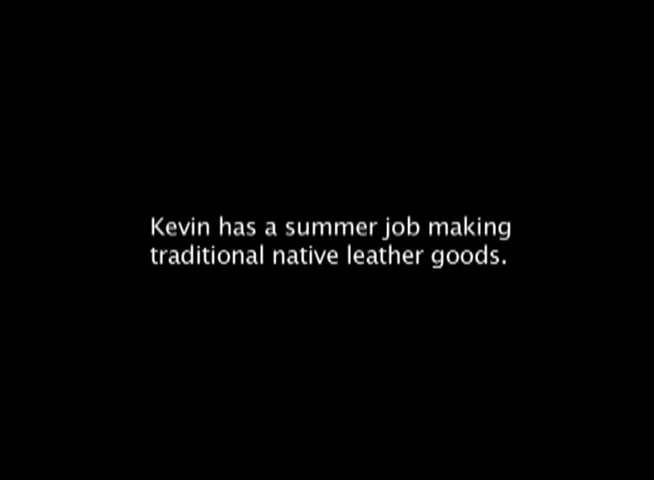 Kevin has a summer job making
traditional native leather goods.